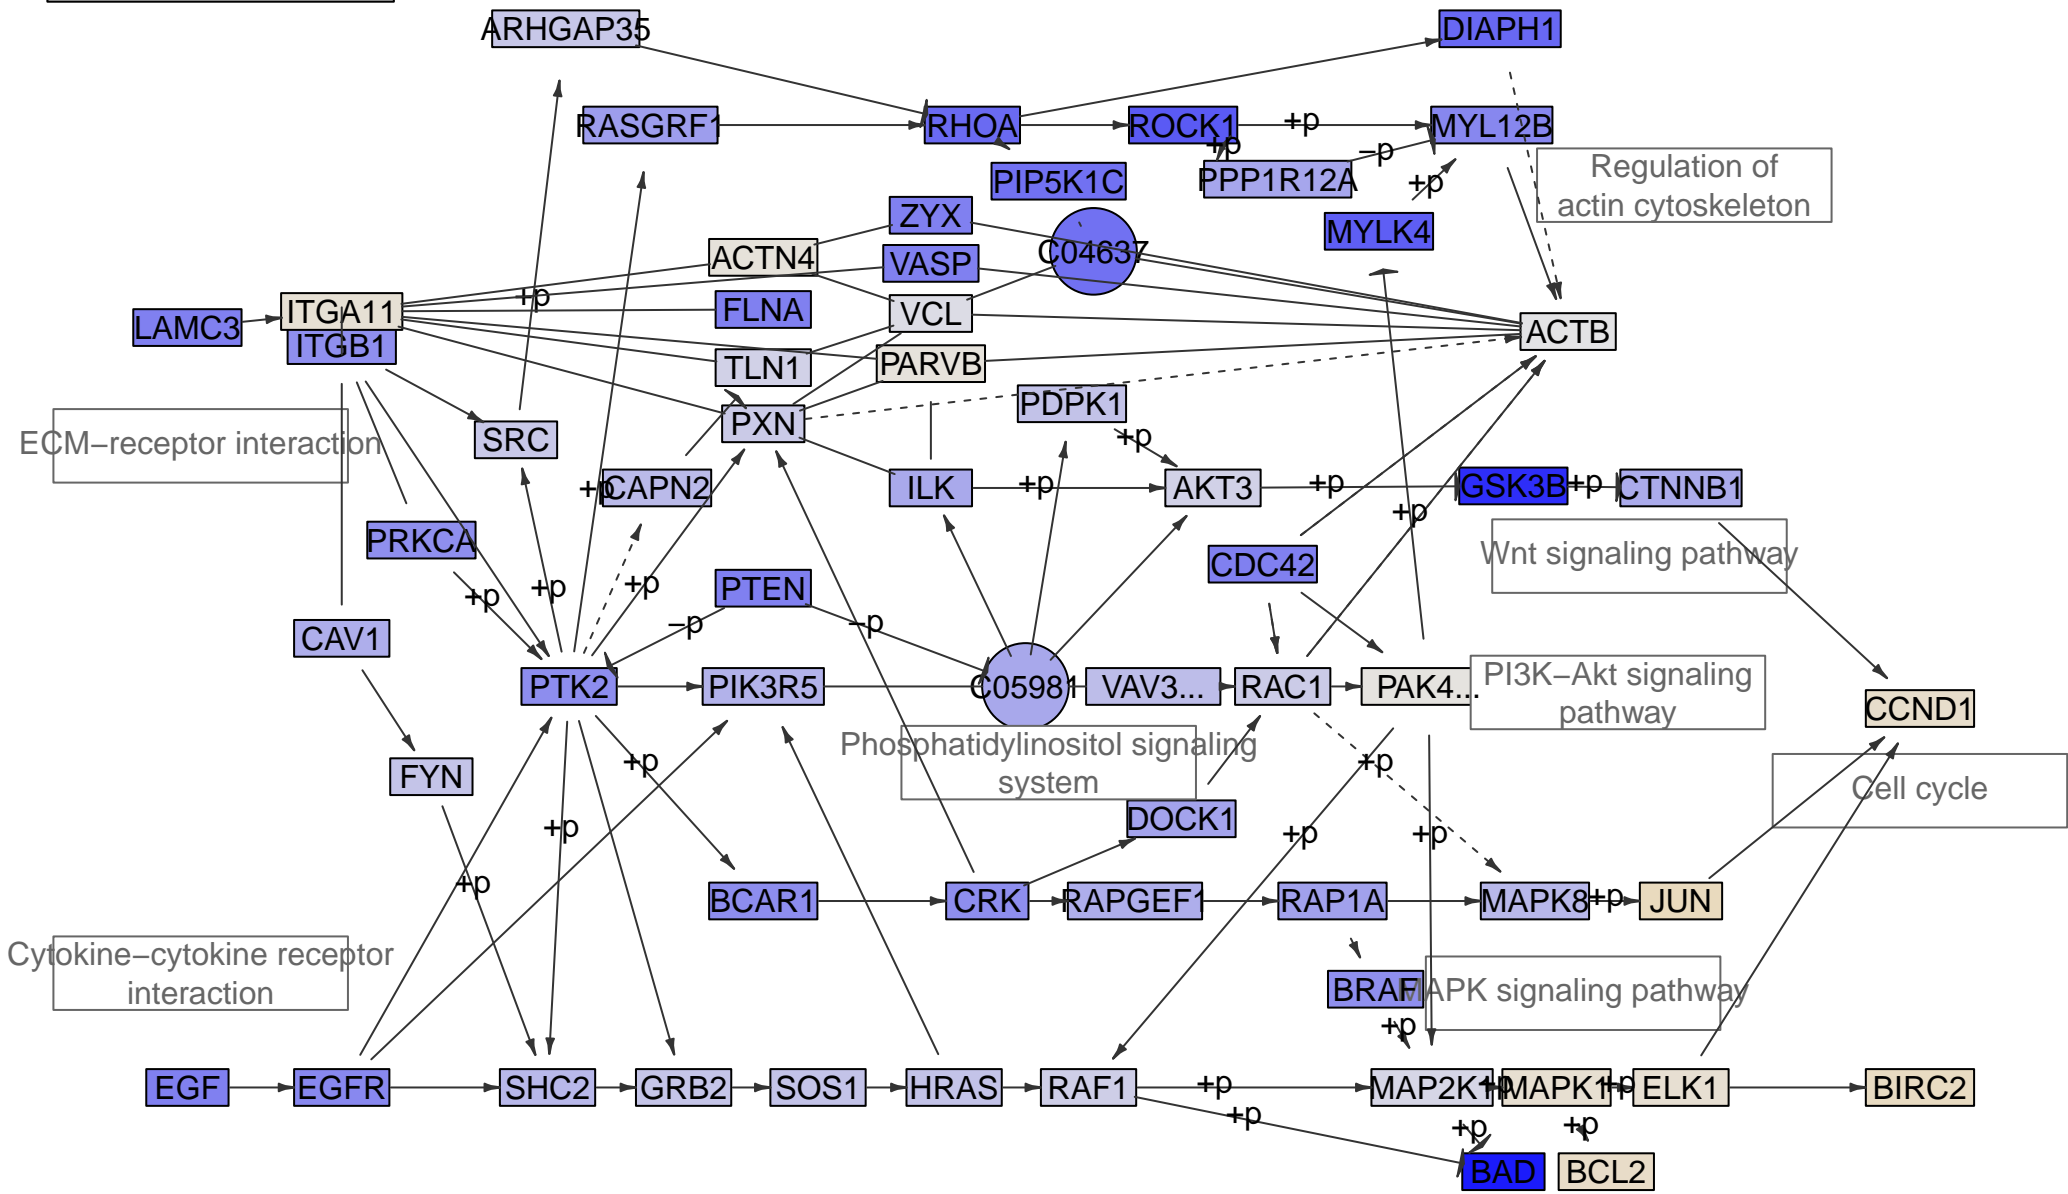 ARHGAP35
DIAPH1
RASGRF1
RHOA
ROCK1
+p
MYL12B
+p
–p
PIP5K1C
PPP1R12A
+p
Regulation of
actin cytoskeleton
ZYX
MYLK4
ACTN4
VASP
C04637
+p
ITGA11
FLNA
VCL
LAMC3
ITGB1
ACTB
TLN1
PARVB
PXN
PDPK1
ECM–receptor interaction
SRC
+p
+p
CAPN2
ILK
+p
AKT3
+p
GSK3B
+p
CTNNB1
+p
PRKCA
Wnt signaling pathway
CDC42
+p
+p
+p
PTEN
CAV1
–p
–p
PTK2
PIK3R5
C05981
VAV3...
RAC1
PAK4...
PI3K–Akt signaling
pathway
CCND1
Phosphatidylinositol signaling
system
+p
+p
FYN
Cell cycle
DOCK1
+p
+p
+p
+p
BCAR1
CRK
RAPGEF1
RAP1A
MAPK8
+p
JUN
Cytokine–cytokine receptor
interaction
BRAF
MAPK signaling pathway
+p
EGF
EGFR
SHC2
GRB2
SOS1
HRAS
RAF1
+p
MAP2K1
+p
MAPK1
+p
ELK1
BIRC2
+p
+p
+p
BAD
BCL2